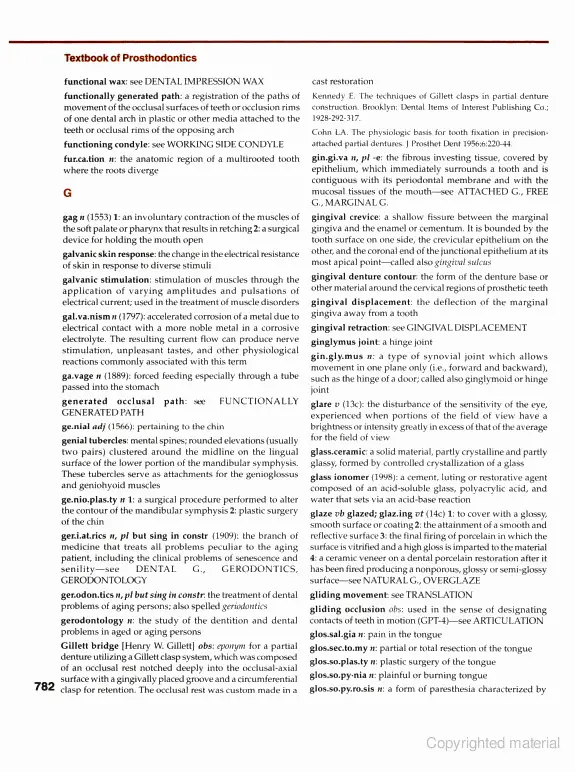 Textbook of Prosthodontics
functional wax: see DENTAL IMPRESSION WAX
functionally generated path: a registration of the paths of
movement of the occlusal surfaces of teeth or occlusion rims
of one dental arch in plastic or other media attached to the
teeth or occlusal rims of the opposing arch
functioning condyle: see WORKING SIDE CONDYLE
fur.ca.tion n: the anatomic region of a multirooted tooth
where the roots diverge
G
gag n (1553) 1: an involuntary contraction of the muscles of
the soft palate or pharynx that results in retching 2: a surgical
device for holding the mouth open
galvanic skin response: the change in the electrical resistance
of skin in response to diverse stimuli
galvanic stimulation: stimulation of muscles through the
application of varying amplitudes and pulsations of
electrical current; used in the treatment of muscle disorders
gal.va.nism n (1797): accelerated corrosion of a metal due to
electrical contact with a more noble metal in a corrosive
electrolyte. The resulting current flow can produce nerve
stimulation, unpleasant tastes, and other physiological
reactions commonly associated with this term
ga.vage n (1889): forced feeding especially through a tube
passed into the stomach
generated occlusal path: see FUNCTIONALLY
GENERATED PATH
ge.nial adj (1566): pertaining to the chin
genial tubercles: mental spines; rounded elevations (usually
two pairs) clustered around the midline on the lingual
surface of the lower portion of the mandibular symphysis.
These tubercles serve as attachments for the genioglossus
and geniohyoid muscles
ge.nio.plas.ty n 1: a surgical procedure performed to alter
the contour of the mandibular symphysis 2: plastic surgery
of the chin
ger.i.at.rics n, pl but sing in constr (1909): the branch of
medicine that treats all problems peculiar to the aging
patient, including the clinical problems of senescence and
senility—see DENTAL G., GERODONTICS,
GERODONTOLOGY
ger.odon.tics n, pl but sing in constr: the treatment of dental
problems of aging persons; also spelled geriodontics
gerodontology n: the study of the dentition and dental
problems in aged or aging persons
Gillett bridge [Henry W. Gillett] obs: eponym for a partial
denture utilizing a Gillett clasp system, which was composed
of an occlusal rest notched deeply into the occlusal-axial
surface with a gingivally placed groove and a circumferential
clasp for retention. The occlusal rest was custom made in a
782
cast restoration
Kennedy E. The techniques of Gillett clasps in partial denture
construction. Brooklyn: Dental Items of Interest Publishing Co.;
1928-292-317.
Cohn LA. The physiologic basis for tooth fixation in precision-
attached partial dentures. J Prosthet Dent 1956;6:220-44.
gin.gi.va n, pl -e: the fibrous investing tissue, covered by
epithelium, which immediately surrounds a tooth and is
contiguous with its periodontal membrane and with the
mucosal tissues of the mouth—see ATTACHED G., FREE
G., MARGINAL G.
gingival crevice: a shallow fissure between the marginal
gingiva and the enamel or cementum. It is bounded by the
tooth surface on one side, the crevicular epithelium on the
other, and the coronal end of the junctional epithelium at its
most apical point—called also gingival sulcus
gingival denture contour: the form of the denture base or
other material around the cervical regions of prosthetic teeth
gingival displacement: the deflection of the marginal
gingiva away from a tooth
gingival retraction: see GINGIVAL DISPLACEMENT
ginglymus joint: a hinge joint
gin.gly.mus n: a type of synovial joint which allows
movement in one plane only (i.e., forward and backward),
such as the hinge of a door; called also ginglymoid or hinge
joint
glare v (13c): the disturbance of the sensitivity of the eye,
experienced when portions of the field of view have a
brightness or intensity greatly in excess of that of the average
for the field of view
glass.ceramic: a solid material, partly crystalline and partly
glassy, formed by controlled crystallization of a glass
glass ionomer (1998): a cement, luting or restorative agent
composed of an acid-soluble glass, polyacrylic acid, and
water that sets via an acid-base reaction
glaze vb glazed; glaz.ing vt (14c) 1: to cover with a glossy,
smooth surface or coating 2: the attainment of a smooth and
reflective surface 3: the final firing of porcelain in which the
surface is vitrified and a high gloss is imparted to the material
4: a ceramic veneer on a dental porcelain restoration after it
has been fired producing a nonporous, glossy or semi-glossy
surface—see NATURAL G., OVERGLAZE
gliding movement: see TRANSLATION
gliding occlusion obs: used in the sense of designating
contacts of teeth in motion (GPT-4)—see ARTICULATION
glos.sal.gia n: pain in the tongue
glos.sec.to.my n: partial or total resection of the tongue
glos.so.plas.ty n: plastic surgery of the tongue
glos.so.py-nia n: plainful or burning tongue
glos.so.py.ro.sis n: a form of paresthesia characterized by
Copyrighted material